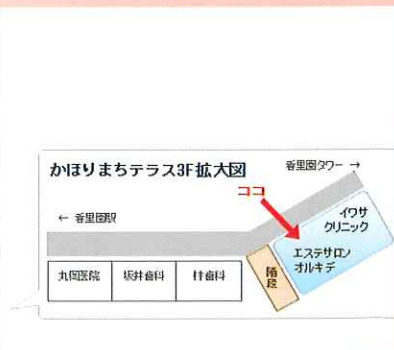 かほりまちテラス3F拡大図
香里園タワー →
ココ
← 香里園駅
イワサ
クリニック
エステサロン
オルキデ
階段
丸岡医院
坂井歯科
辻歯科